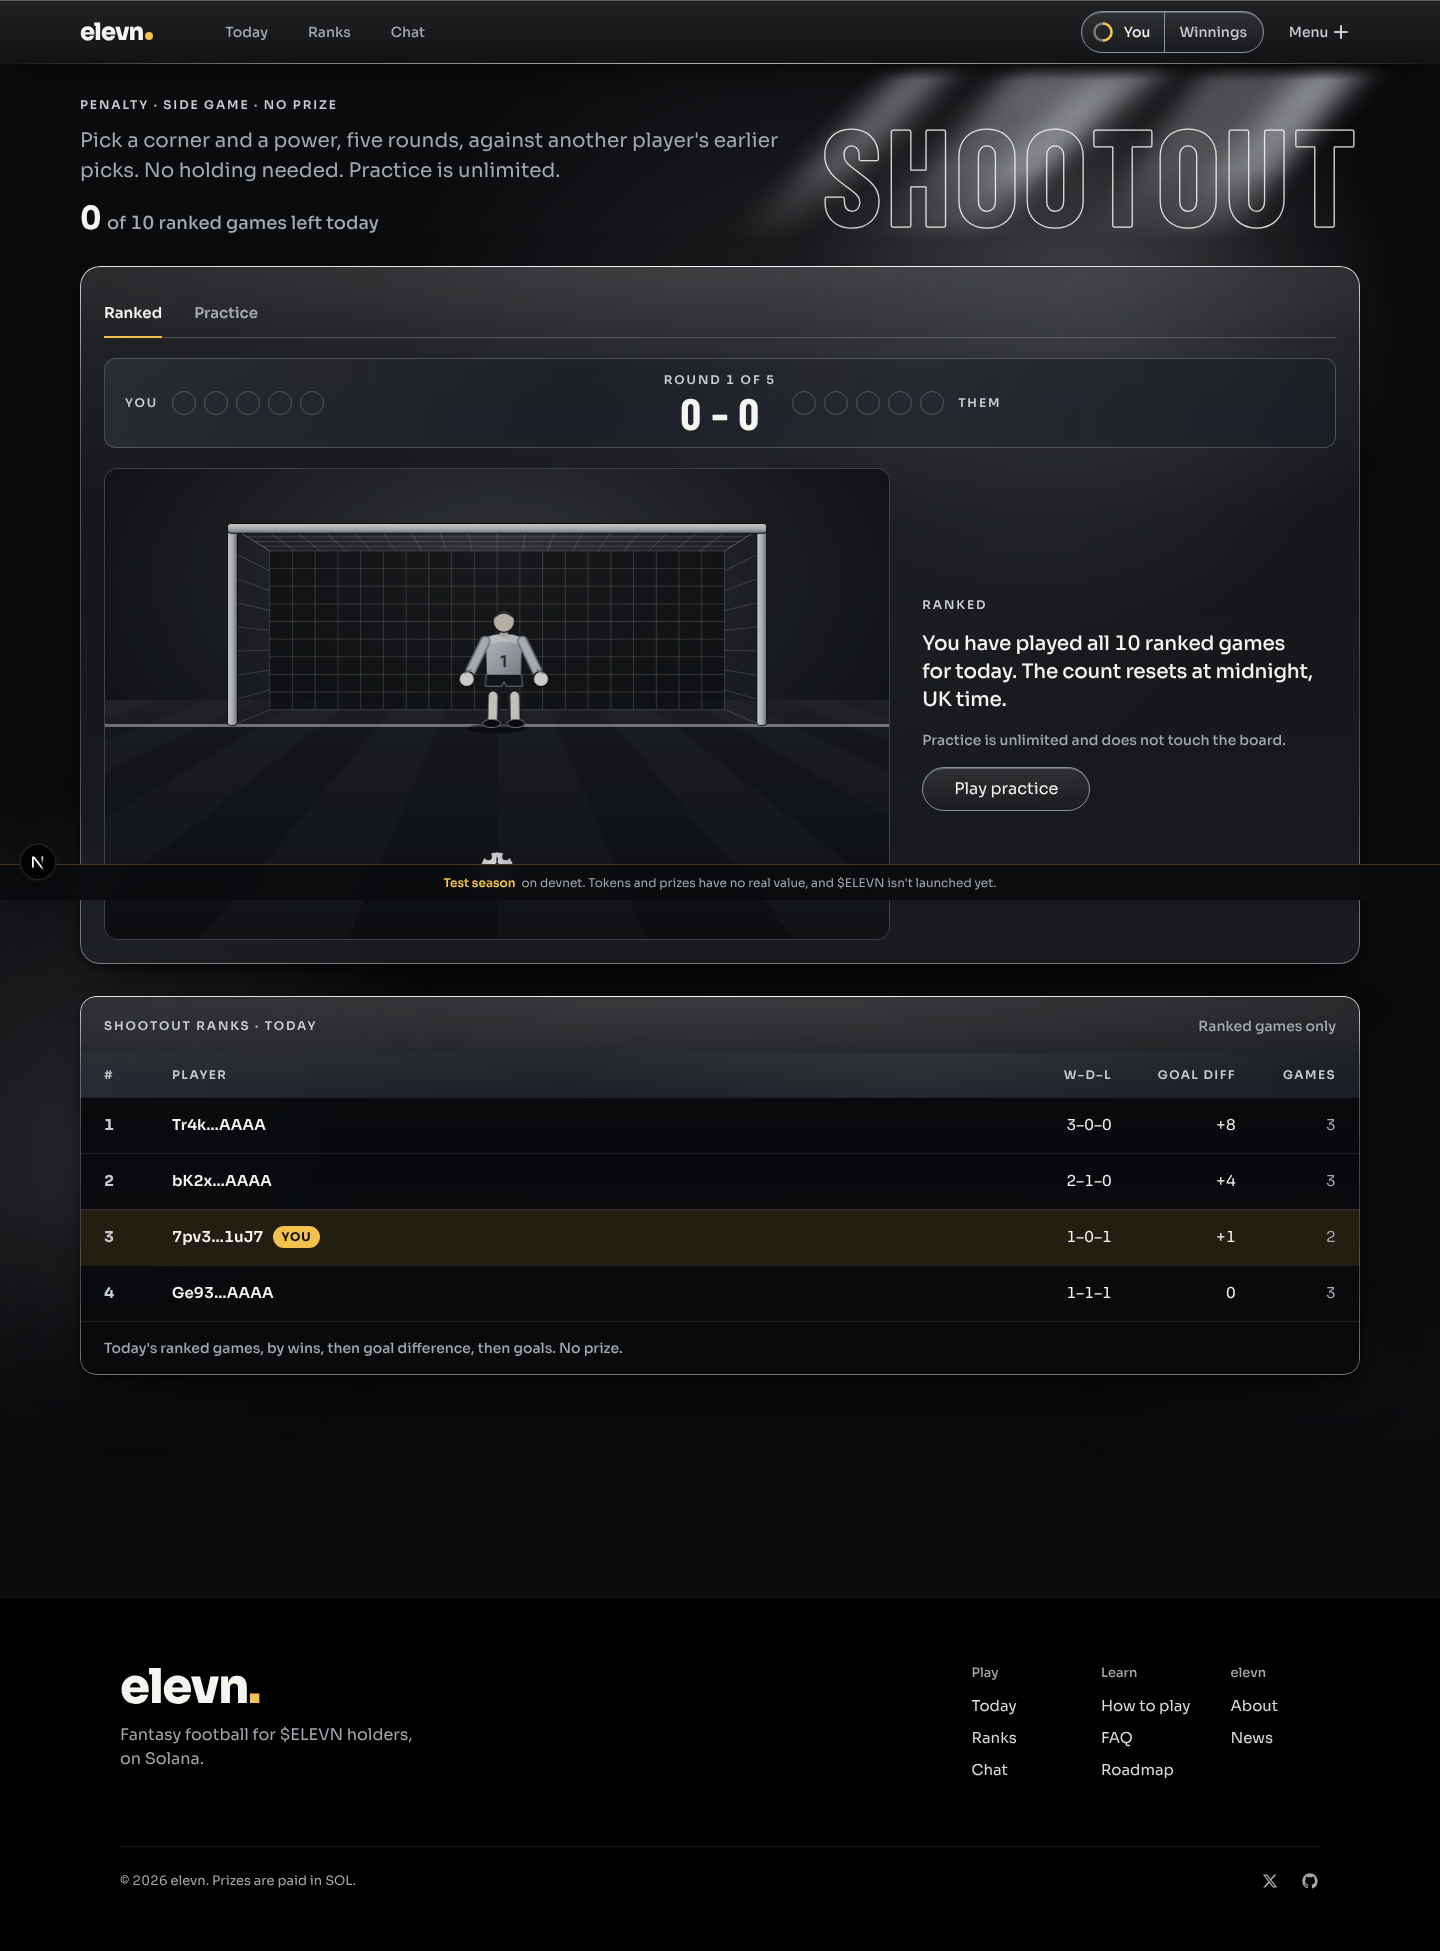 elevn.
Today Ranks Chat
You Winnings Menu
PENALTY · SIDE GAME · NO PRIZE
Pick a corner and a power, five rounds, against another player's earlier
picks. No holding needed. Practice is unlimited.
0 of 10 ranked games left today
SHOOTOUT
Ranked Practice
YOU
ROUND 1 OF 5
0 - 0
THEM
1
RANKED
You have played all 10 ranked games
for today. The count resets at midnight,
UK time.
Practice is unlimited and does not touch the board.
Play practice
N
Test season on devnet. Tokens and prizes have no real value, and $ELEVN isn't launched yet.
SHOOTOUT RANKS · TODAY Ranked games only
# PLAYER W–D–L GOAL DIFF GAMES
1 Tr4k…AAAA 3–0–0 +8 3
2 bK2x…AAAA 2–1–0 +4 3
3 7pv3…1uJ7 YOU 1–0–1 +1 2
4 Ge93…AAAA 1–1–1 0 3
Today's ranked games, by wins, then goal difference, then goals. No prize.
elevn.
Fantasy football for $ELEVN holders,
on Solana.
Play
Today
Ranks
Chat
Learn
How to play
FAQ
Roadmap
elevn
About
News
© 2026 elevn. Prizes are paid in SOL.